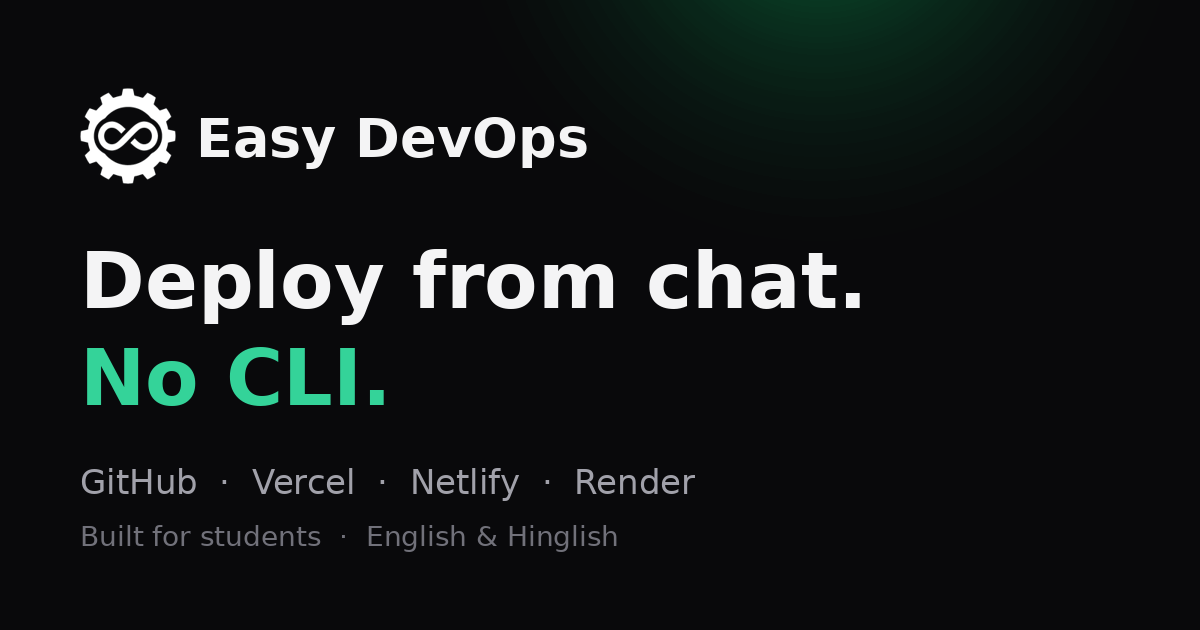 Easy DevOps
Deploy from chat.
No CLI.
GitHub · Vercel · Netlify · Render
Built for students · English & Hinglish